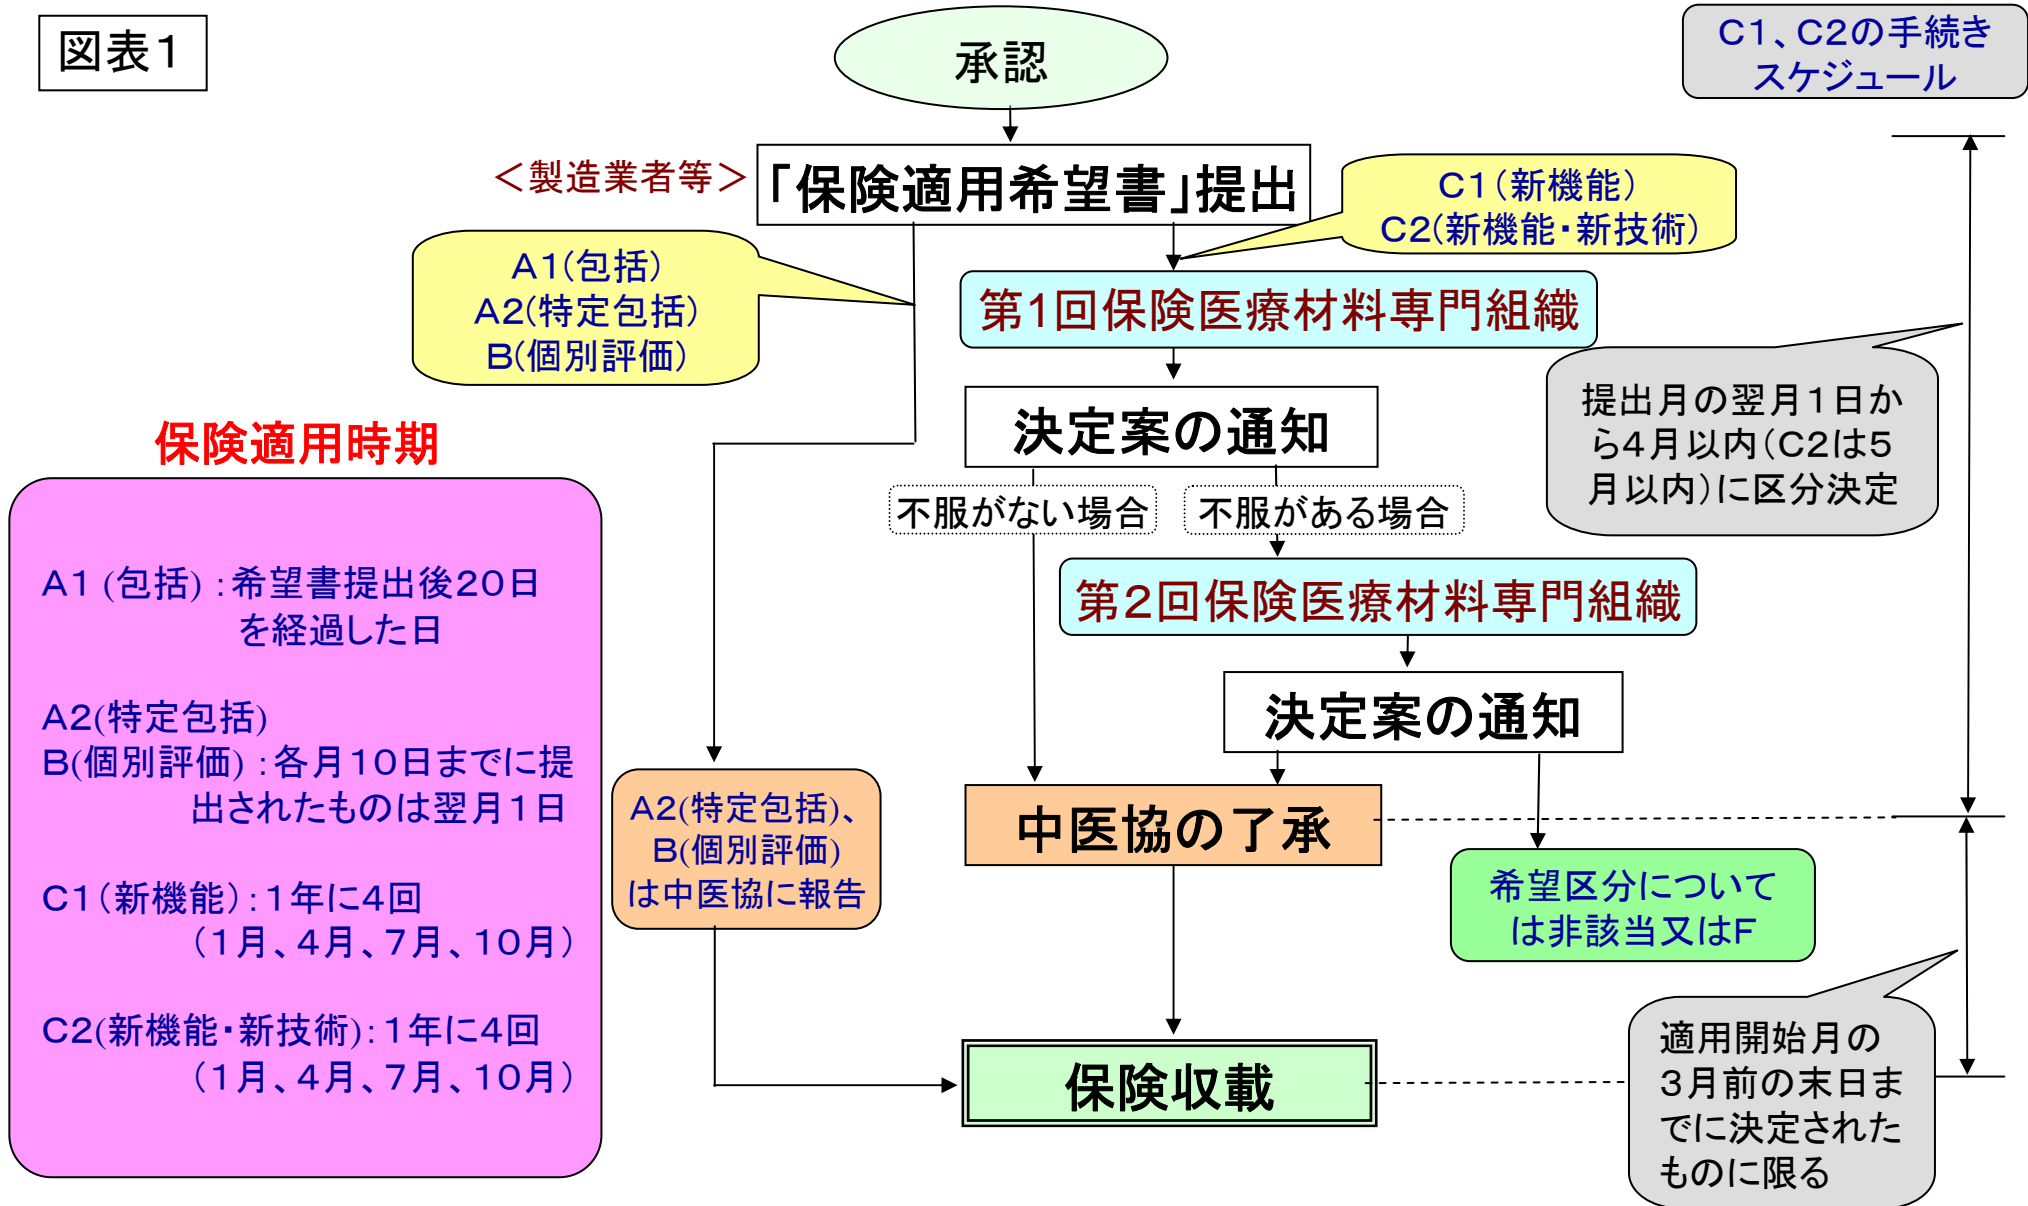 図表１
承認
Ｃ１、Ｃ２の手続き
スケジュール
＜製造業者等＞
「保険適用希望書」提出
Ｃ１（新機能）
Ｃ２(新機能・新技術）
Ａ１(包括）
Ａ２(特定包括）
Ｂ(個別評価）
第１回保険医療材料専門組織
決定案の通知
提出月の翌月１日か
ら４月以内（Ｃ２は５
月以内）に区分決定
不服がない場合
不服がある場合
第２回保険医療材料専門組織
決定案の通知
保険適用時期
Ａ１ (包括) ：希望書提出後２０日
を経過した日
Ａ２(特定包括)
Ｂ(個別評価) ：各月１０日までに提
出されたものは翌月１日
Ｃ１（新機能）：１年に４回
（１月、４月、７月、１０月）
Ｃ２(新機能・新技術)：１年に４回
（１月、４月、７月、１０月）
Ａ２(特定包括)、
Ｂ(個別評価)
は中医協に報告
中医協の了承
希望区分について
は非該当又はＦ
保険収載
適用開始月の
３月前の末日ま
でに決定された
ものに限る